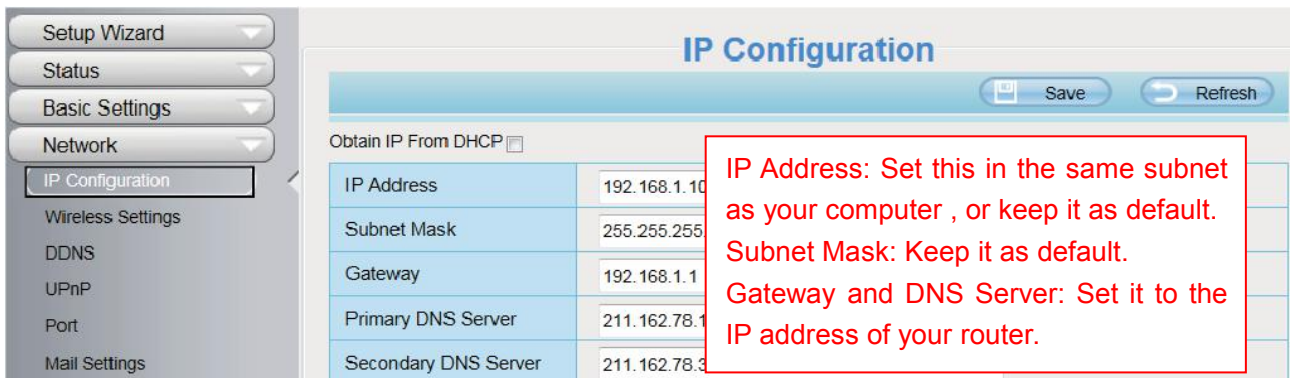 Setup Wizard
Status
Basic Settings
Network
IP Configuration
Wireless Settings
DDNS
UPnP
Port
Mail Settings
IP Configuration
Save
Refresh
Obtain IP From DHCP
IP Address
192.168.1.10
Subnet Mask
255.255.255.
Gateway
192.168.1.1
Primary DNS Server
211.162.78.1
Secondary DNS Server
211.162.78.3
IP Address: Set this in the same subnet
as your computer , or keep it as default.
Subnet Mask: Keep it as default.
Gateway and DNS Server: Set it to the
IP address of your router.